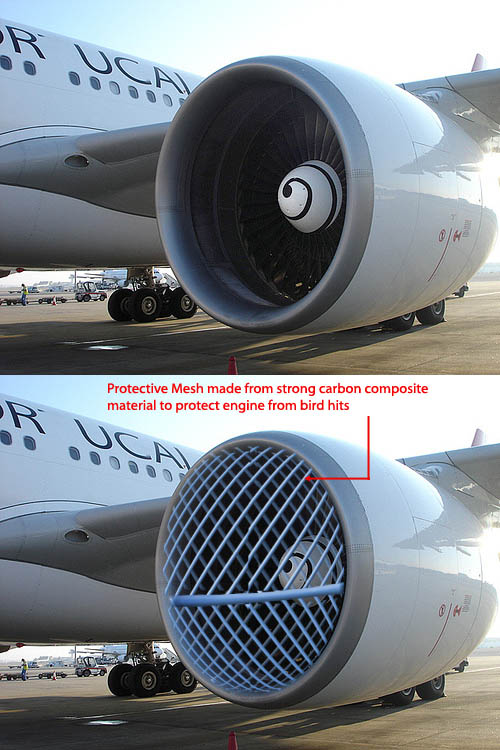 OR UCAI
Protective Mesh made from strong carbon composite
material to protect engine from bird hits
OR UCAI